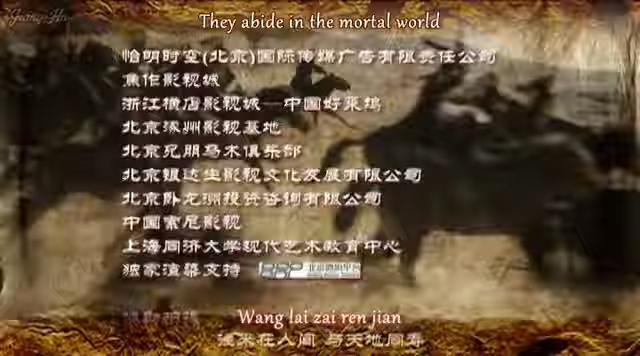 They abide in the mortal world
怡明时空(北京)国际传媒广告有限责任公司
焦作影视城
浙江横店影视城—中国好莱坞
北京涿州影视基地
北京兄朋马术俱乐部
北京银达生影视文化发展有限公司
北京卧龙洲投资咨询有限公司
中国索尼影视
上海同济大学现代艺术教育中心
独家渲幕支持
Wang lai zai ren jian
往来在人间 与天地同寿